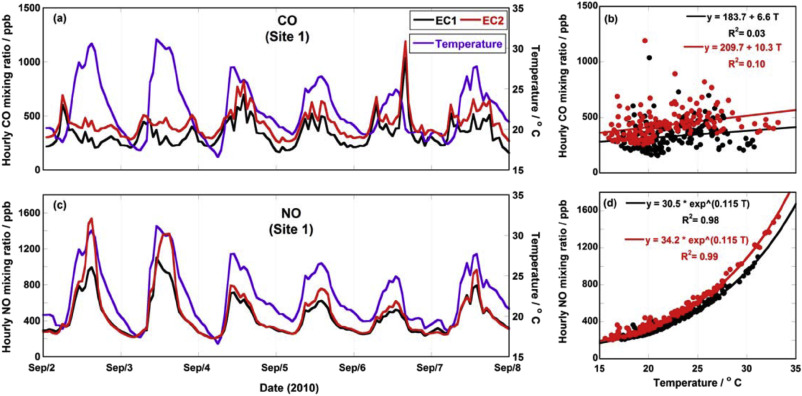 (a)
CO
(Site 1)
EC1 EC2
Temperature
Hourly CO mixing ratio / ppb
1500
1000
500
0
35
30
25
20
15
Temperature / ° C
(b)
y = 183.7 + 6.6 T
R2= 0.03
y = 209.7 + 10.3 T
R2= 0.10
Hourly CO mixing ratio / ppb
1500
1000
500
0
(c)
NO
(Site 1)
Hourly NO mixing ratio / ppb
1600
1200
800
400
0
35
30
25
20
15
Temperature / ° C
Sep/2 Sep/3 Sep/4 Sep/5 Sep/6 Sep/7 Sep/8
Date (2010)
(d)
y = 30.5 * exp^(0.115 T)
R2= 0.98
y = 34.2 * exp^(0.115 T)
R2= 0.99
Hourly NO mixing ratio / ppb
1600
1200
800
400
0
15 20 25 30 35
Temperature / ° C